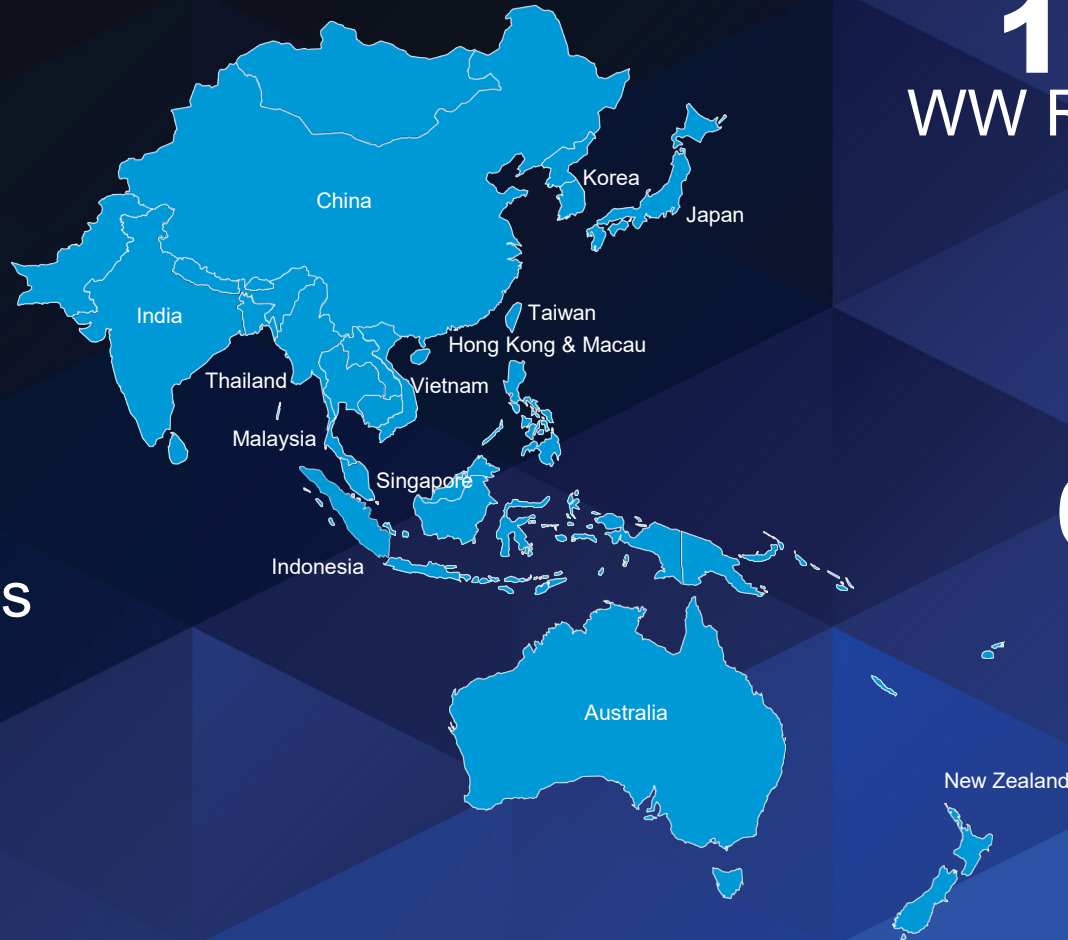 1
WW
China
Korea
Japan
India
Taiwan
Hong Kong & Macau
Thailand
Vietnam
Malaysia
Singapore
Indonesia
s
Australia
New Zealand